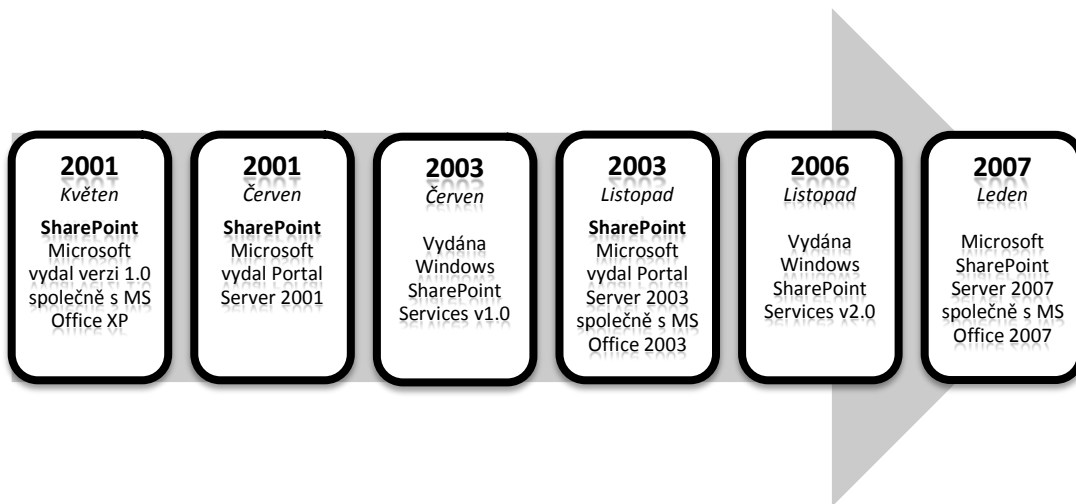 2001
Květen
SharePoint
Microsoft
vydal verzi 1.0
společně s MS
Office XP
2001
Červen
SharePoint
Microsoft
vydal Portal
Server 2001
2003
Červen
Vydána
Windows
SharePoint
Services v1.0
2003
Listopad
SharePoint
Microsoft
vydal Portal
Server 2003
společně s MS
Office 2003
2006
Listopad
Vydána
Windows
SharePoint
Services v2.0
2007
Leden
Microsoft
SharePoint
Server 2007
společně s MS
Office 2007